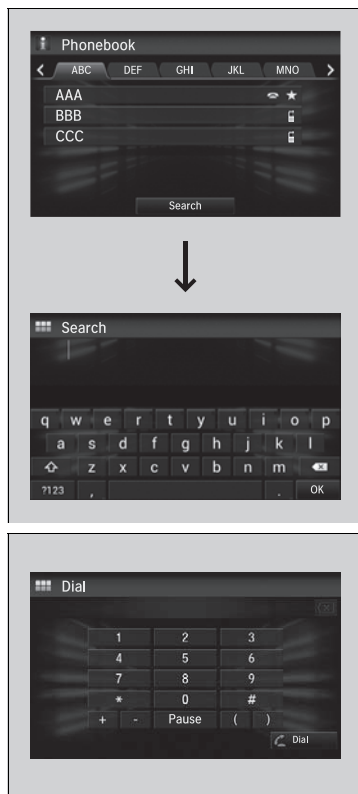 Phonebook
< ABC DEF GHI JKL MNO >
AAA
BBB
CCC
Search
Search
q w e r t y u i o p
a s d f g h j k l
z x c v b n m
?123 , . OK
Dial
1 2 3
4 5 6
7 8 9
* 0 #
+ - Pause ( )
Dial